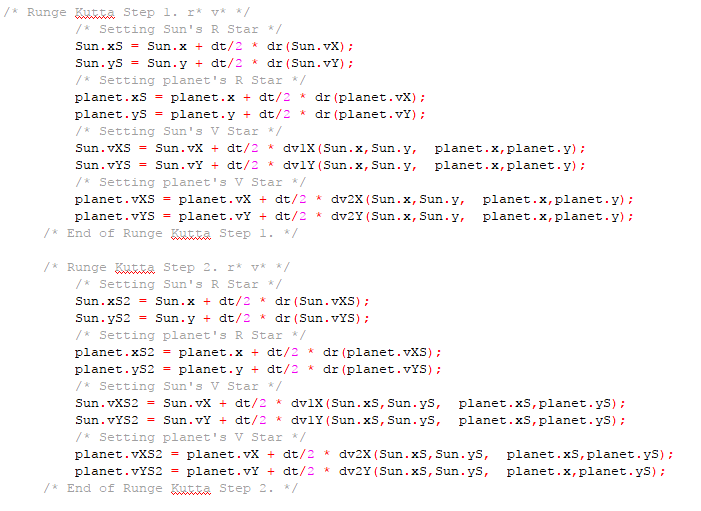 /* Runge Kutta Step 1. r* v* */
/* Setting Sun's R Star */
Sun.xS = Sun.x + dt/2 * dr(Sun.vX);
Sun.yS = Sun.y + dt/2 * dr(Sun.vY);
/* Setting planet's R Star */
planet.xS = planet.x + dt/2 * dr(planet.vX);
planet.yS = planet.y + dt/2 * dr(planet.vY);
/* Setting Sun's V Star */
Sun.vXS = Sun.vX + dt/2 * dv1X(Sun.x,Sun.y,  planet.x,planet.y);
Sun.vYS = Sun.vY + dt/2 * dv1Y(Sun.x,Sun.y,  planet.x,planet.y);
/* Setting planet's V Star */
planet.vXS = planet.vX + dt/2 * dv2X(Sun.x,Sun.y,  planet.x,planet.y);
planet.vYS = planet.vY + dt/2 * dv2Y(Sun.x,Sun.y,  planet.x,planet.y);
/* End of Runge Kutta Step 1. */
/* Runge Kutta Step 2. r* v* */
/* Setting Sun's R Star */
Sun.xS2 = Sun.x + dt/2 * dr(Sun.vXS);
Sun.yS2 = Sun.y + dt/2 * dr(Sun.vYS);
/* Setting planet's R Star */
planet.xS2 = planet.x + dt/2 * dr(planet.vXS);
planet.yS2 = planet.y + dt/2 * dr(planet.vYS);
/* Setting Sun's V Star */
Sun.vXS2 = Sun.vX + dt/2 * dv1X(Sun.xS,Sun.yS,  planet.xS,planet.yS);
Sun.vYS2 = Sun.vY + dt/2 * dv1Y(Sun.xS,Sun.yS,  planet.xS,planet.yS);
/* Setting planet's V Star */
planet.vXS2 = planet.vX + dt/2 * dv2X(Sun.xS,Sun.yS,  planet.xS,planet.yS);
planet.vYS2 = planet.vY + dt/2 * dv2Y(Sun.xS,Sun.yS,  planet.x,planet.yS);
/* End of Runge Kutta Step 2. */